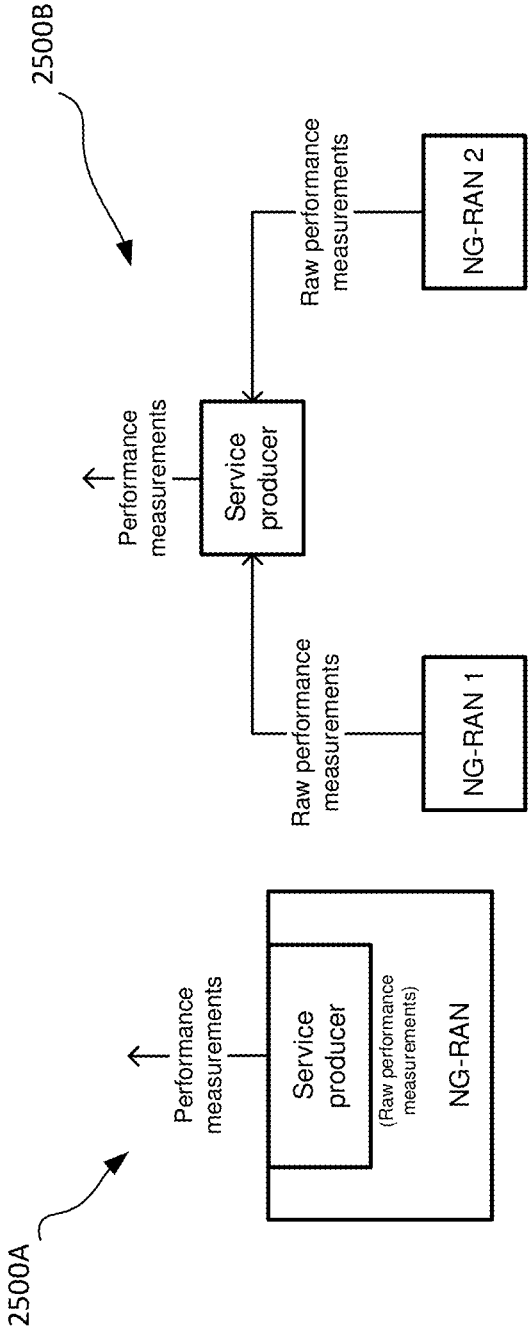 2500A
Performance
measurements
Service
producer
(Raw performance
measurements)
NG-RAN
2500B
Performance
measurements
Service
producer
Raw performance
measurements
Raw performance
measurements
NG-RAN 1
NG-RAN 2